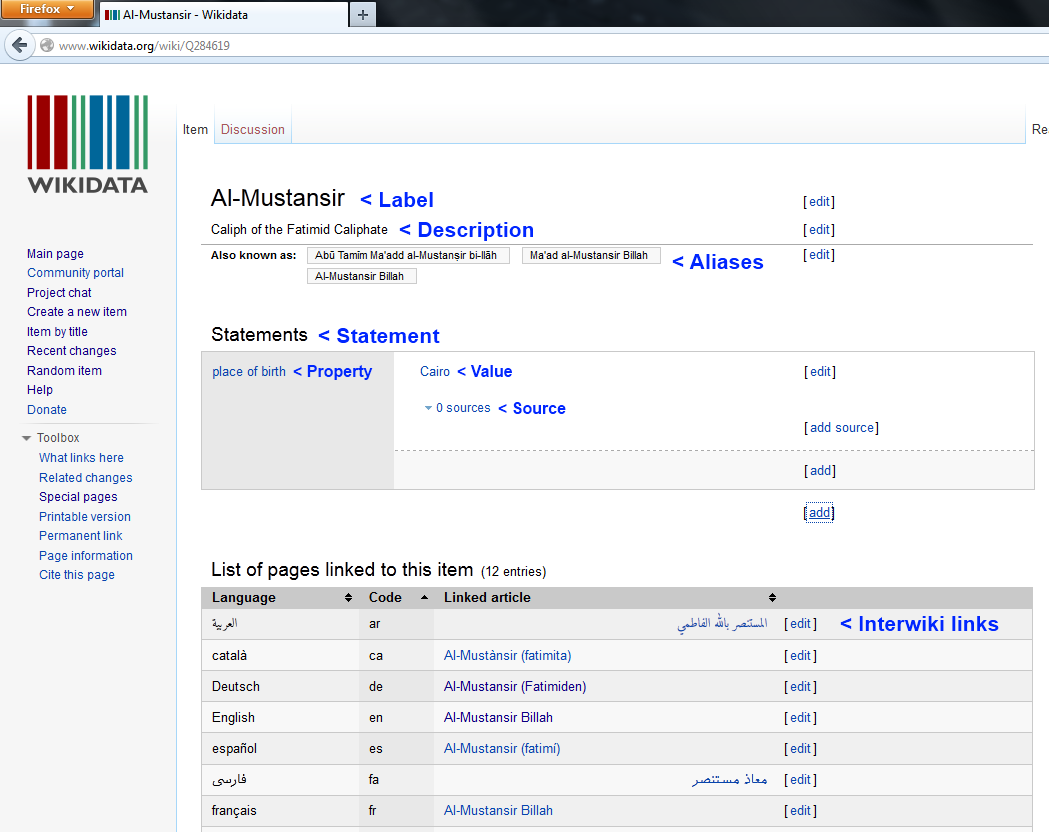 Firefox
Al-Mustansir - Wikidata
www.wikidata.org/wiki/Q284619
WIKIDATA
Item Discussion Re
Al-Mustansir < Label [edit]
Caliph of the Fatimid Caliphate < Description [edit]
Also known as: Abū Tamīm Ma'add al-Mustanṣir bi-llāh Ma'ad al-Mustansir Billah < Aliases [edit]
Al-Mustansir Billah
Main page
Community portal
Project chat
Create a new item
Item by title
Recent changes
Random item
Help
Donate
Toolbox
What links here
Related changes
Special pages
Printable version
Permanent link
Page information
Cite this page
Statements < Statement
place of birth < Property Cairo < Value [edit]
0 sources < Source
[add source]
[add]
[add]
List of pages linked to this item (12 entries)
Language Code Linked article
العربية ar المستنصر بالله الفاطمي [edit] < Interwiki links
català ca Al-Mustànsir (fatimita) [edit]
Deutsch de Al-Mustansir (Fatimiden) [edit]
English en Al-Mustansir Billah [edit]
español es Al-Mustansir (fatimí) [edit]
فارسی fa معاذ مستنصر [edit]
français fr Al-Mustansir Billah [edit]